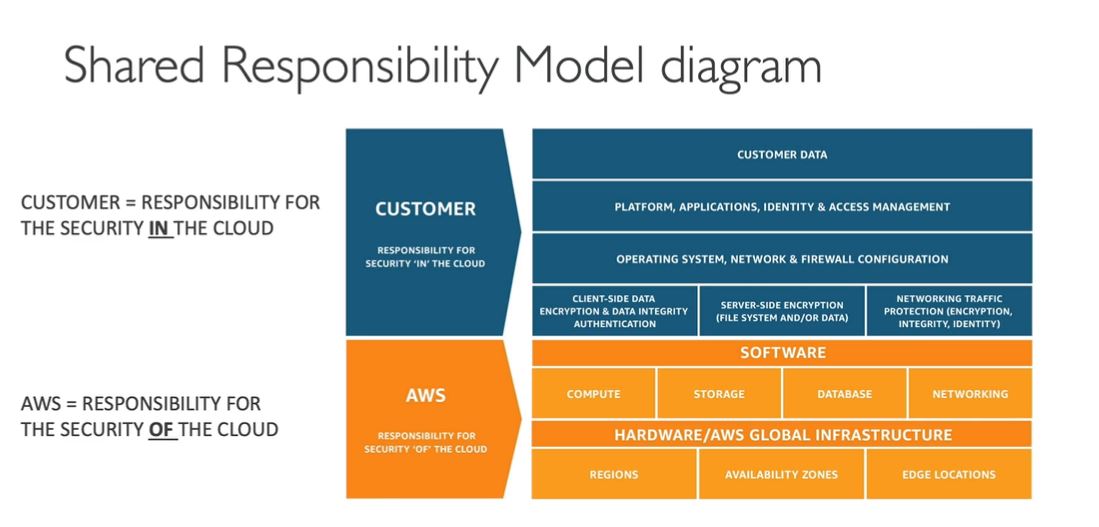 Shared Responsibility Model diagram
CUSTOMER = RESPONSIBILITY FOR
THE SECURITY IN THE CLOUD
CUSTOMER
RESPONSIBILITY FOR
SECURITY ‘IN’ THE CLOUD
CUSTOMER DATA
PLATFORM, APPLICATIONS, IDENTITY & ACCESS MANAGEMENT
OPERATING SYSTEM, NETWORK & FIREWALL CONFIGURATION
CLIENT-SIDE DATA
ENCRYPTION & DATA INTEGRITY
AUTHENTICATION
SERVER-SIDE ENCRYPTION
(FILE SYSTEM AND/OR DATA)
NETWORKING TRAFFIC
PROTECTION (ENCRYPTION,
INTEGRITY, IDENTITY)
AWS = RESPONSIBILITY FOR
THE SECURITY OF THE CLOUD
AWS
RESPONSIBILITY FOR
SECURITY ‘OF’ THE CLOUD
SOFTWARE
COMPUTE
STORAGE
DATABASE
NETWORKING
HARDWARE/AWS GLOBAL INFRASTRUCTURE
REGIONS
AVAILABILITY ZONES
EDGE LOCATIONS